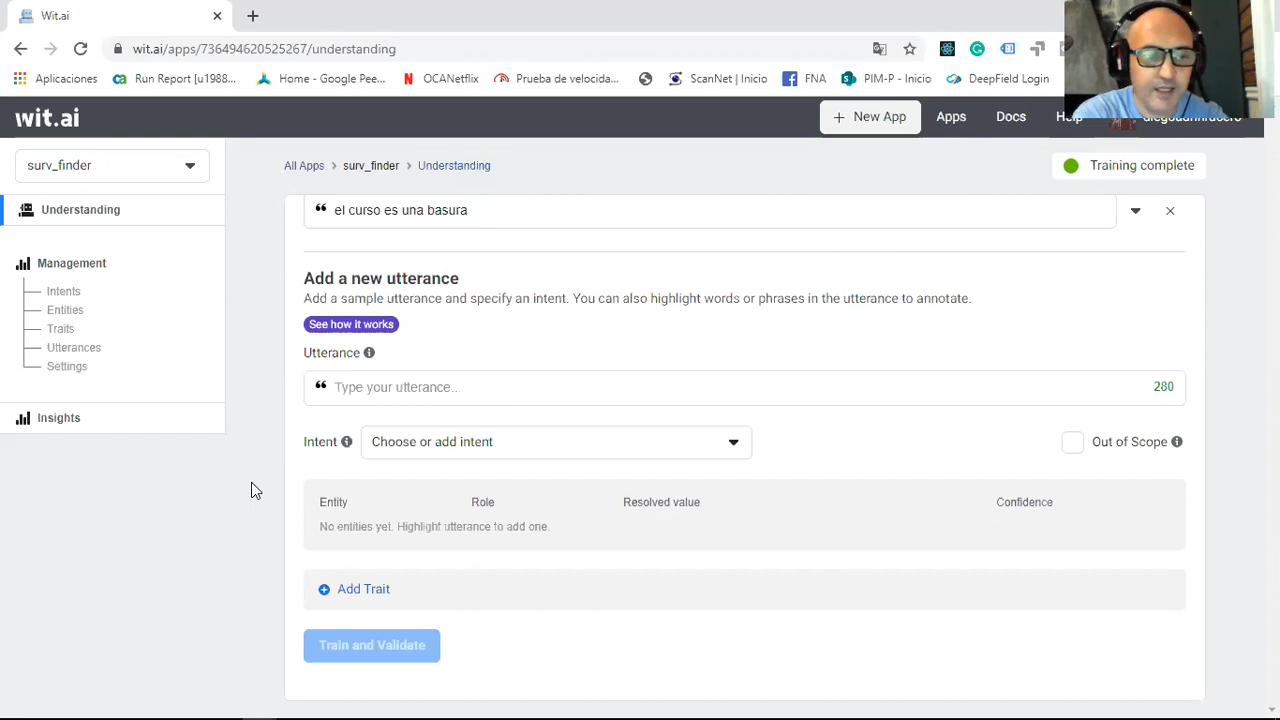 Wit.ai
wit.ai/apps/736494620525267/understanding
Aplicaciones
ca Run Report [u1988...
Home - Google Pee...
N OCANetflix
Prueba de velocida...
ScanNet | Inicio
FNA
PIM-P - Inicio
DeepField Login
wit.ai
New App
Apps
Docs
Help
surv_finder
All Apps > surv_finder > Understanding
Training complete
Understanding
“ el curso es una basura
Management
Intents
Entities
Traits
Utterances
Settings
Insights
Add a new utterance
Add a sample utterance and specify an intent. You can also highlight words or phrases in the utterance to annotate.
See how it works
Utterance
“ Type your utterance...
280
Intent
Choose or add intent
Out of Scope
Entity
Role
Resolved value
Confidence
No entities yet. Highlight utterance to add one.
Add Trait
Train and Validate